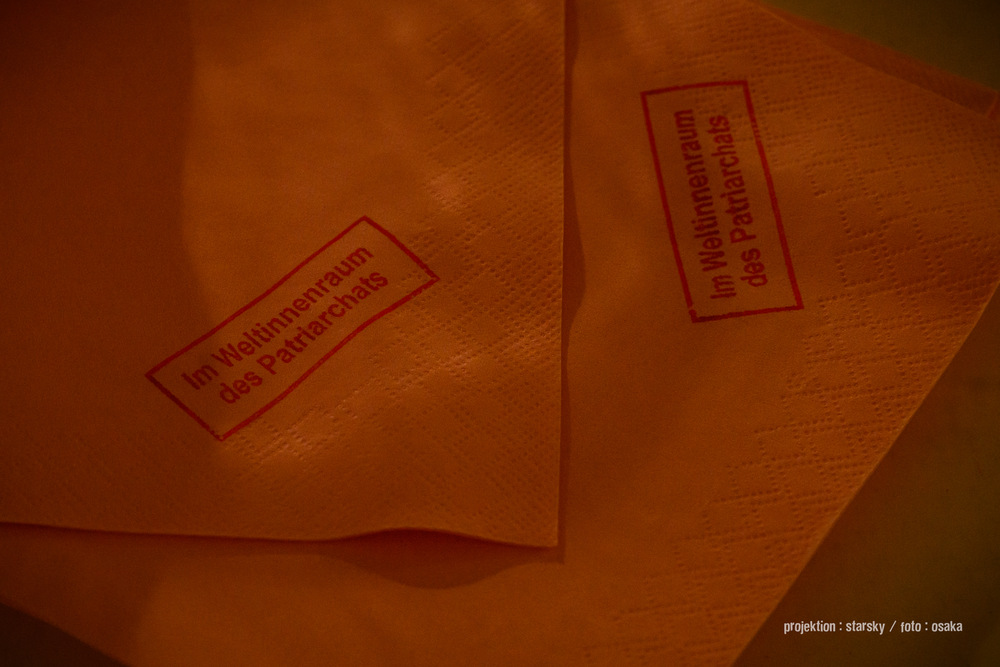 Im Weltinnenraum
des Patriarchats
Im Weltinnenraum
des Patriarchats
projektion : starsky / foto : osaka